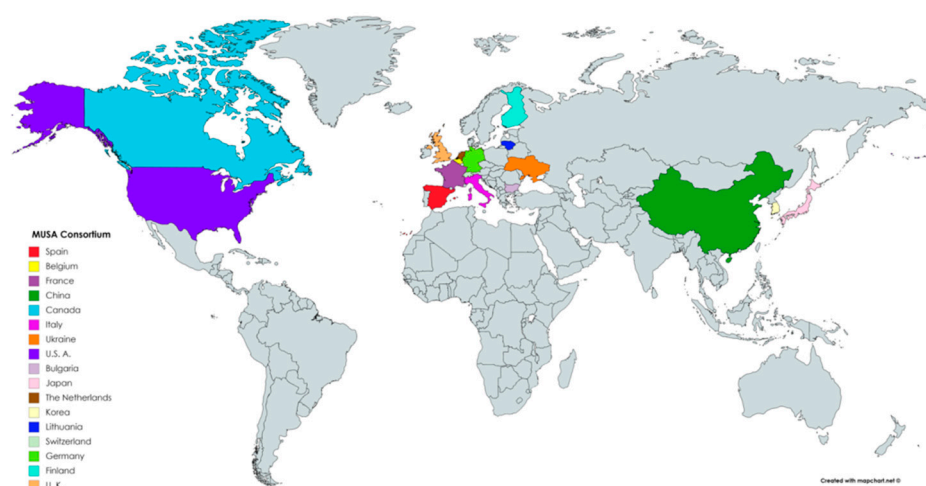 MUSA Consortium
Spain
Belgium
France
China
Canada
Italy
Ukraine
U.S. A.
Bulgaria
Japan
The Netherlands
Korea
Lithuania
Switzerland
Germany
Finland
U. K.
Created with mapchart.net ©